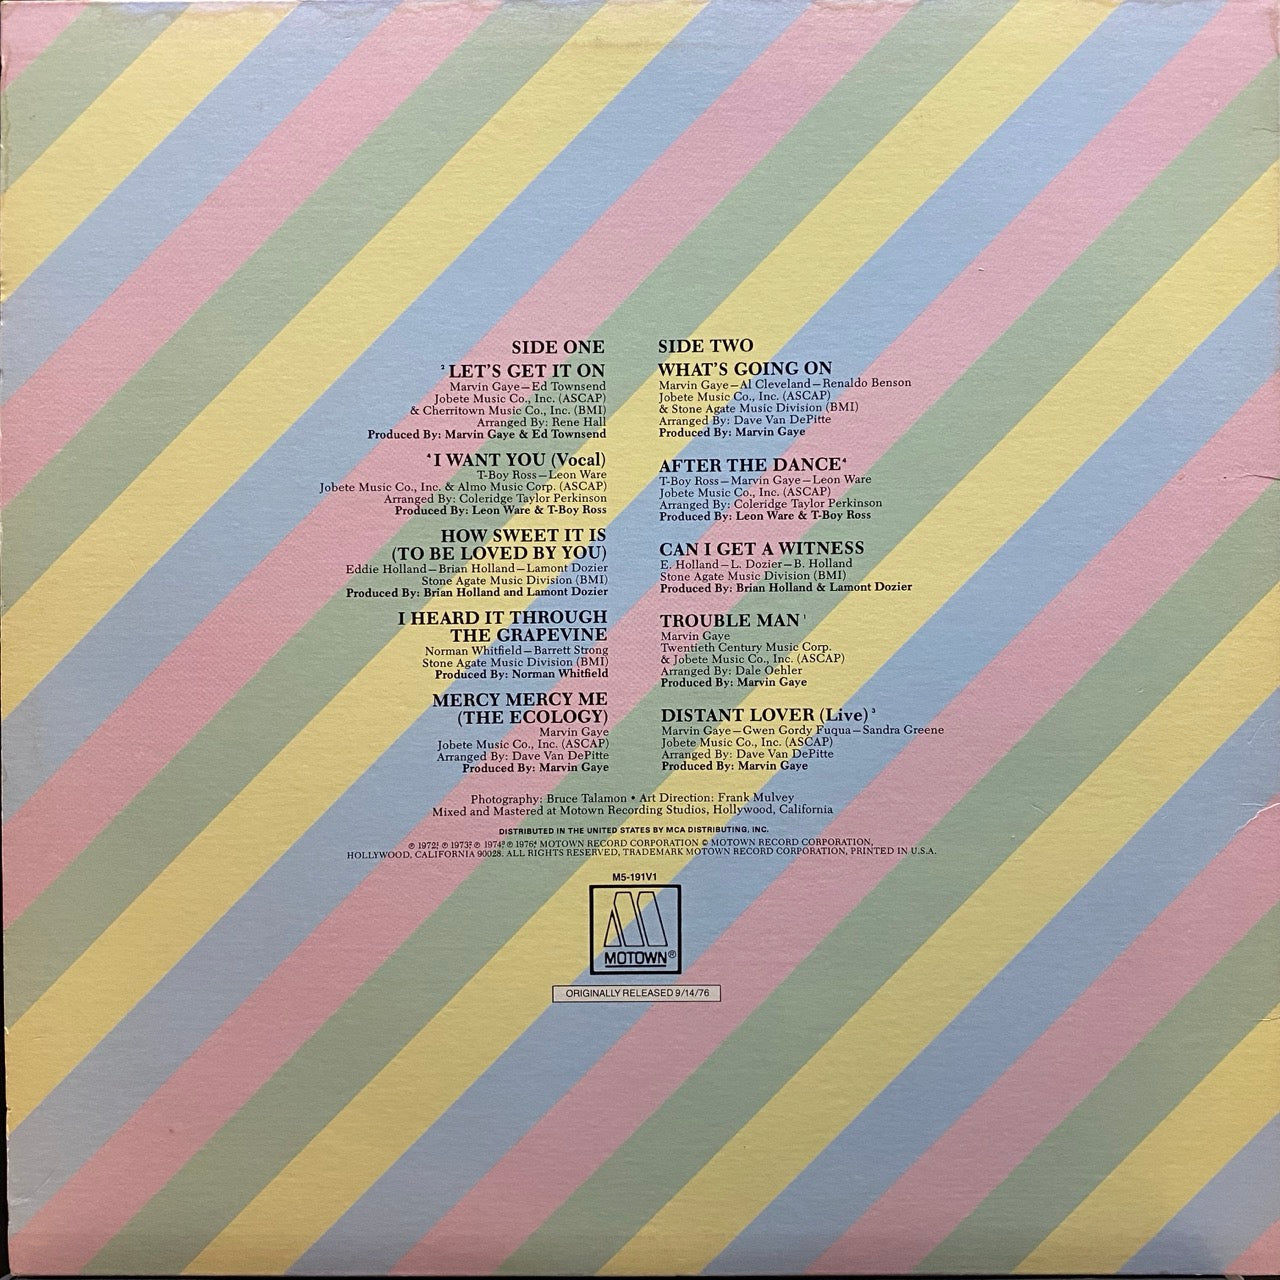 SIDE ONE
² LET'S GET IT ON
Marvin Gaye—Ed Townsend
Jobete Music Co., Inc. (ASCAP)
& Cherritown Music Co., Inc. (BMI)
Arranged By: Rene Hall
Produced By: Marvin Gaye & Ed Townsend
⁴ I WANT YOU (Vocal)
T-Boy Ross—Leon Ware
Jobete Music Co., Inc. & Almo Music Corp. (ASCAP)
Arranged By: Coleridge Taylor Perkinson
Produced By: Leon Ware & T-Boy Ross
HOW SWEET IT IS
(TO BE LOVED BY YOU)
Eddie Holland—Brian Holland—Lamont Dozier
Stone Agate Music Division (BMI)
Produced By: Brian Holland and Lamont Dozier
I HEARD IT THROUGH
THE GRAPEVINE
Norman Whitfield—Barrett Strong
Stone Agate Music Division (BMI)
Produced By: Norman Whitfield
MERCY MERCY ME
(THE ECOLOGY)
Marvin Gaye
Jobete Music Co., Inc. (ASCAP)
Arranged By: Dave Van DePitte
Produced By: Marvin Gaye
SIDE TWO
WHAT'S GOING ON
Marvin Gaye—Al Cleveland—Renaldo Benson
Jobete Music Co., Inc. (ASCAP)
& Stone Agate Music Division (BMI)
Arranged By: Dave Van DePitte
Produced By: Marvin Gaye
AFTER THE DANCE⁴
T-Boy Ross—Marvin Gaye—Leon Ware
Jobete Music Co., Inc. (ASCAP)
Arranged By: Coleridge Taylor Perkinson
Produced By: Leon Ware & T-Boy Ross
CAN I GET A WITNESS
E. Holland—L. Dozier—B. Holland
Stone Agate Music Division (BMI)
Produced By: Brian Holland & Lamont Dozier
TROUBLE MAN ¹
Marvin Gaye
Twentieth Century Music Corp.
& Jobete Music Co., Inc. (ASCAP)
Arranged By: Dale Oehler
Produced By: Marvin Gaye
DISTANT LOVER (Live) ³
Marvin Gaye—Gwen Gordy Fuqua—Sandra Greene
Jobete Music Co., Inc. (ASCAP)
Arranged By: Dave Van DePitte
Produced By: Marvin Gaye
Photography: Bruce Talamon • Art Direction: Frank Mulvey
Mixed and Mastered at Motown Recording Studios, Hollywood, California
DISTRIBUTED IN THE UNITED STATES BY MCA DISTRIBUTING, INC.
℗ 1972¹, ℗ 1973², ℗ 1974³, ℗ 1976⁴, MOTOWN RECORD CORPORATION © MOTOWN RECORD CORPORATION,
HOLLYWOOD, CALIFORNIA 90028. ALL RIGHTS RESERVED, TRADEMARK MOTOWN RECORD CORPORATION, PRINTED IN U.S.A.
M5-191V1
M
MOTOWN®
ORIGINALLY RELEASED 9/14/76